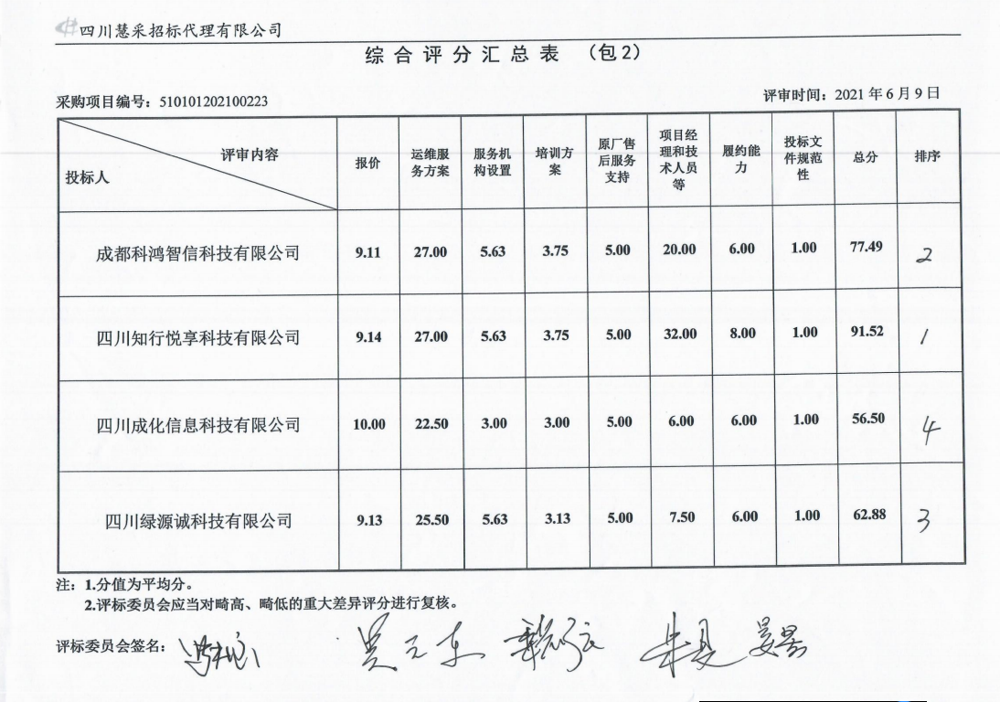 四川慧采招标代理有限公司
综合评分汇总表 （包2）
采购项目编号：510101202100223
评审时间：2021年6月9日
评审内容
投标人
报价 运维服务方案 服务机构设置 培训方案 原厂售后服务支持 项目经理和技术人员等 履约能力 投标文件规范性 总分 排序
成都科鸿智信科技有限公司 9.11 27.00 5.63 3.75 5.00 20.00 6.00 1.00 77.49 2
四川知行悦享科技有限公司 9.14 27.00 5.63 3.75 5.00 32.00 8.00 1.00 91.52 1
四川成化信息科技有限公司 10.00 22.50 3.00 3.00 5.00 6.00 6.00 1.00 56.50 4
四川绿源诚科技有限公司 9.13 25.50 5.63 3.13 5.00 7.50 6.00 1.00 62.88 3
注：1.分值为平均分。
2.评标委员会应当对畸高、畸低的重大差异评分进行复核。
评标委员会签名：